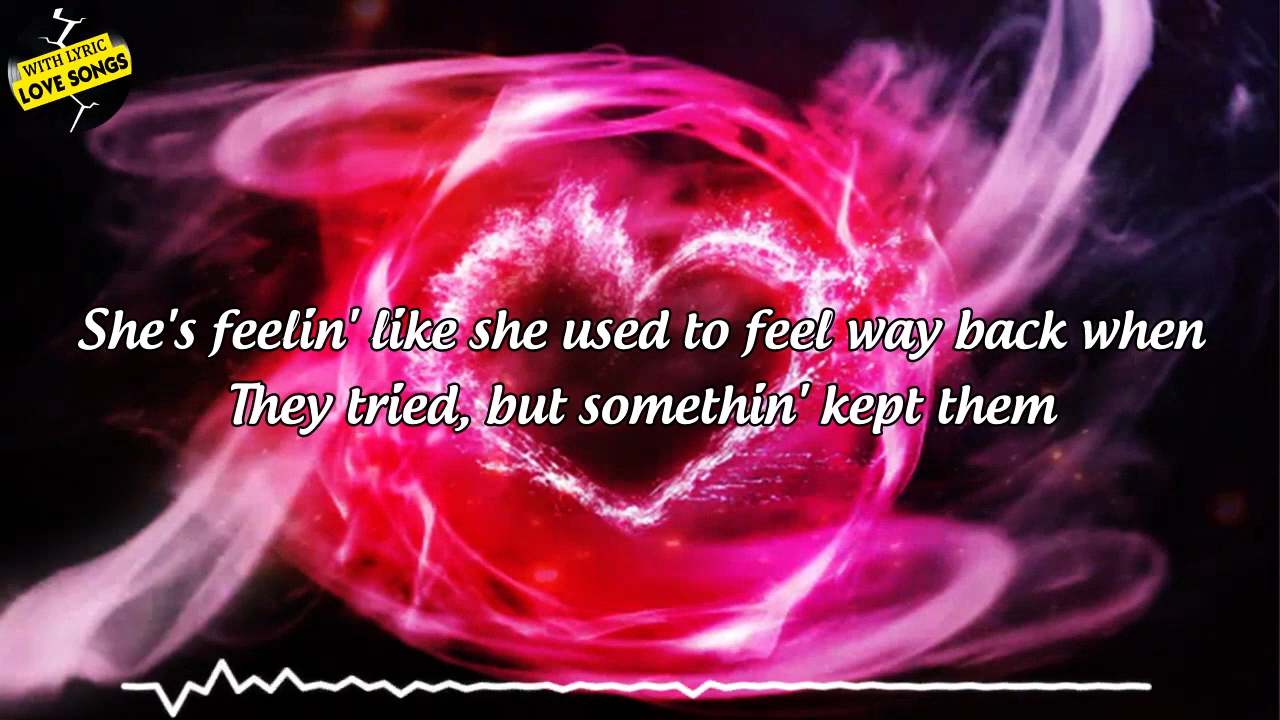 WITH LYRIC
LOVE SONGS
She's feelin' like she used to feel way back when
They tried, but somethin' kept them